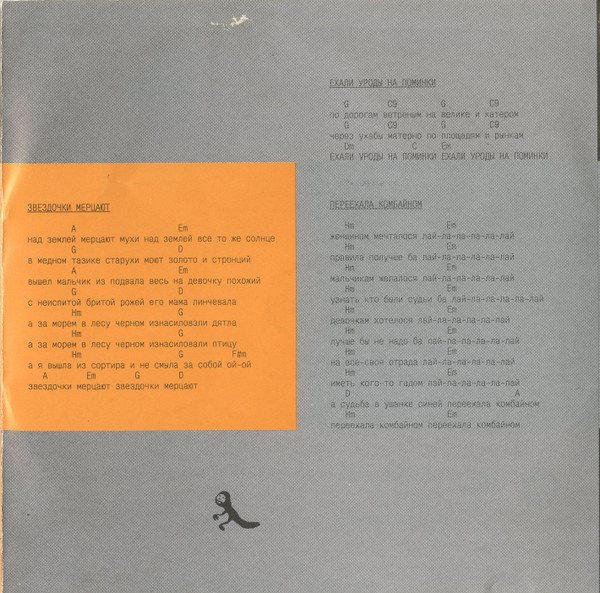 ЗВЕЗДОЧКИ МЕРЦАЮТ
A Em
над землей мерцают мухи над землей все то же солнце
G D
в медном тазике старухи моют золото и стронций
A Em
вышел мальчик из подвала весь на девочку похожий
G D
с неиспитой бритой рожей его мама линчевала
Hm G
а за морем в лесу черном изнасиловали дятла
Hm G
а за морем в лесу черном изнасиловали птицу
Hm G F#m
а я вышла из сортира и не смыла за собой ой-ой
A Em G D
звездочки мерцают звездочки мерцают
ЕХАЛИ УРОДЫ НА ПОМИНКИ
G C9 G C9
по дорогам ветреным на велике и катером
G C9 G C9
через ухабы матерно по площадям и рынкам
Dm C Em
ЕХАЛИ УРОДЫ НА ПОМИНКИ ЕХАЛИ УРОДЫ НА ПОМИНКИ
ПЕРЕЕХАЛА КОМБАЙНОМ
Hm Em
женщинам мечталося лай-ла-ла-ла-ла-лай
Hm Em
правила получше ба лай-ла-ла-ла-ла-лай
Hm Em
мальчикам желалося лай-ла-ла-ла-ла-лай
Hm Em
узнать кто были судьи ба лай-ла-ла-ла-ла-лай
Hm Em
девочкам хотелося лай-ла-ла-ла-ла-лай
Hm Em
лучше бы не надо ба лай-ла-ла-ла-ла-лай
Hm Em
на все-своя отрада лай-ла-ла-ла-ла-лай
Hm Em
иметь кого-то гадом лай-ла-ла-ла-ла-лай
D A
а судьба в ушанке синей переехала комбайном
Hm Em
переехала комбайном переехала комбайном